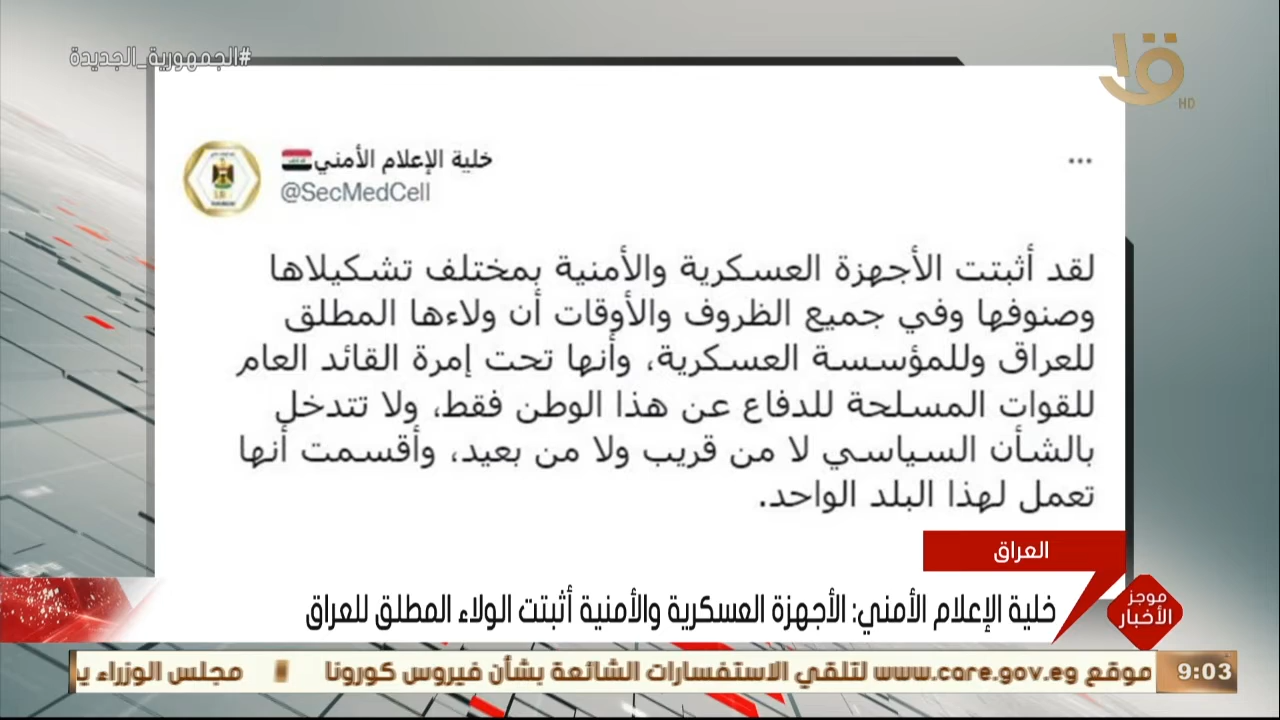 #الجمهورية_الجديدة
HD
خلية الإعلام الأمني
@SecMedCell
لقد أثبتت الأجهزة العسكرية والأمنية بمختلف تشكيلاها
وصنوفها وفي جميع الظروف والأوقات أن ولاءها المطلق
للعراق وللمؤسسة العسكرية، وأنها تحت إمرة القائد العام
للقوات المسلحة للدفاع عن هذا الوطن فقط، ولا تتدخل
بالشأن السياسي لا من قريب ولا من بعيد، وأقسمت أنها
تعمل لهذا البلد الواحد.
العراق
موجز
الأخبار
خلية الإعلام الأمني: الأجهزة العسكرية والأمنية أثبتت الولاء المطلق للعراق
9:03
موقع www.care.gov.eg لتلقي الاستفسارات الشائعة بشأن فيروس كورونا مجلس الوزراء